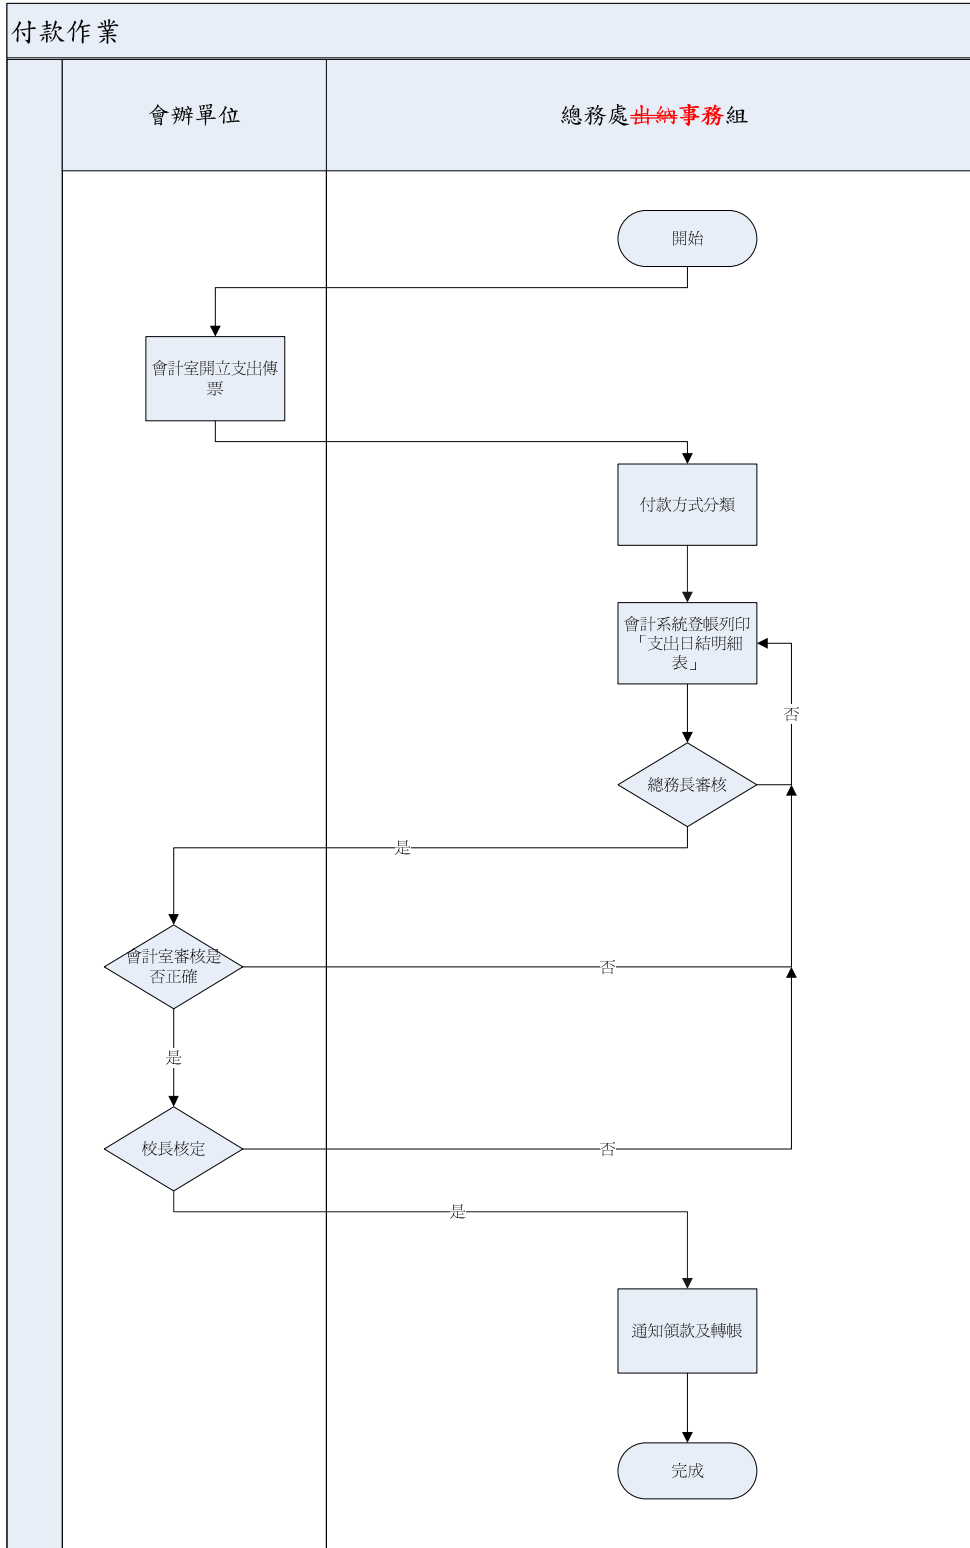 付款作業
會辦單位
總務處出納事務組
開始
會計室開立支出傳
票
付款方式分類
會計系統登帳列印
「支出日結明細
表」
否
總務長審核
是
會計室審核是
否正確
否
是
校長核定
否
是
通知領款及轉帳
完成